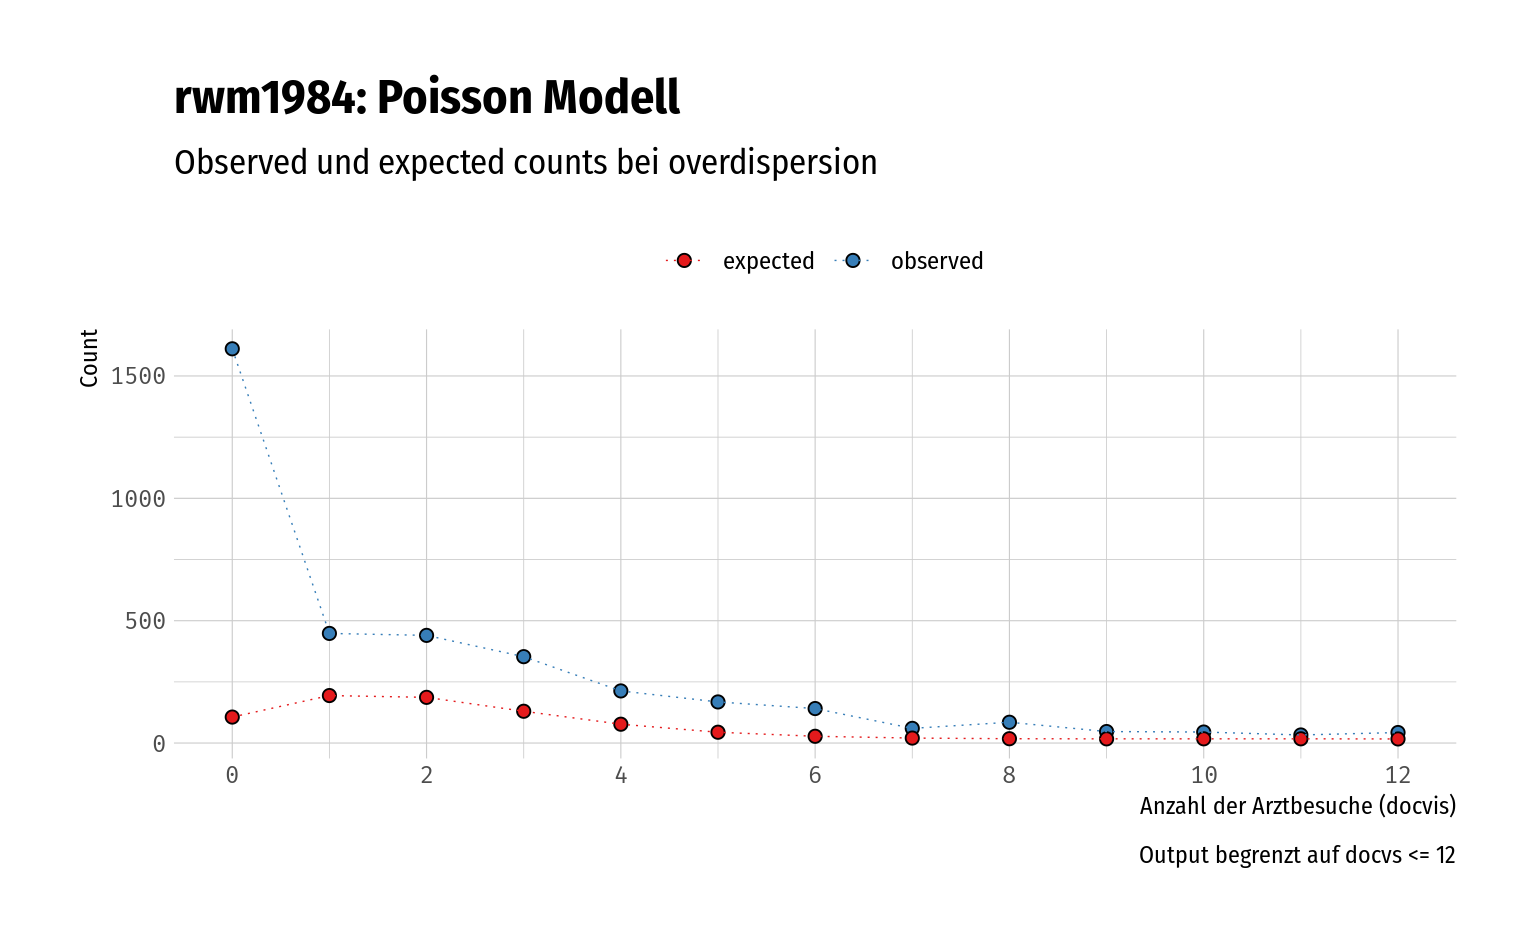 rwm1984: Poisson Modell
Observed und expected counts bei overdispersion
expected observed
Count
1500
1000
500
0
0 2 4 6 8 10 12
Anzahl der Arztbesuche (docvis)
Output begrenzt auf docvs <= 12